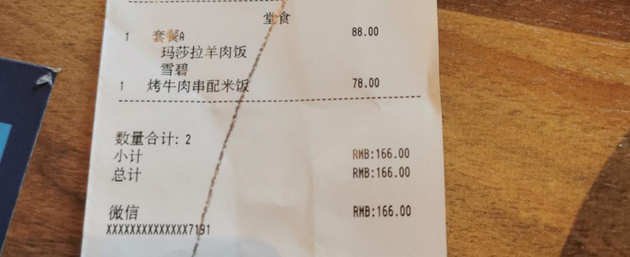 堂食
1 套餐A 88.00
玛莎拉羊肉饭
雪碧
1 烤牛肉串配米饭 78.00
数量合计: 2
小计 RMB:166.00
总计 RMB:166.00
微信 RMB:166.00
XXXXXXXXXXXXXXX7191